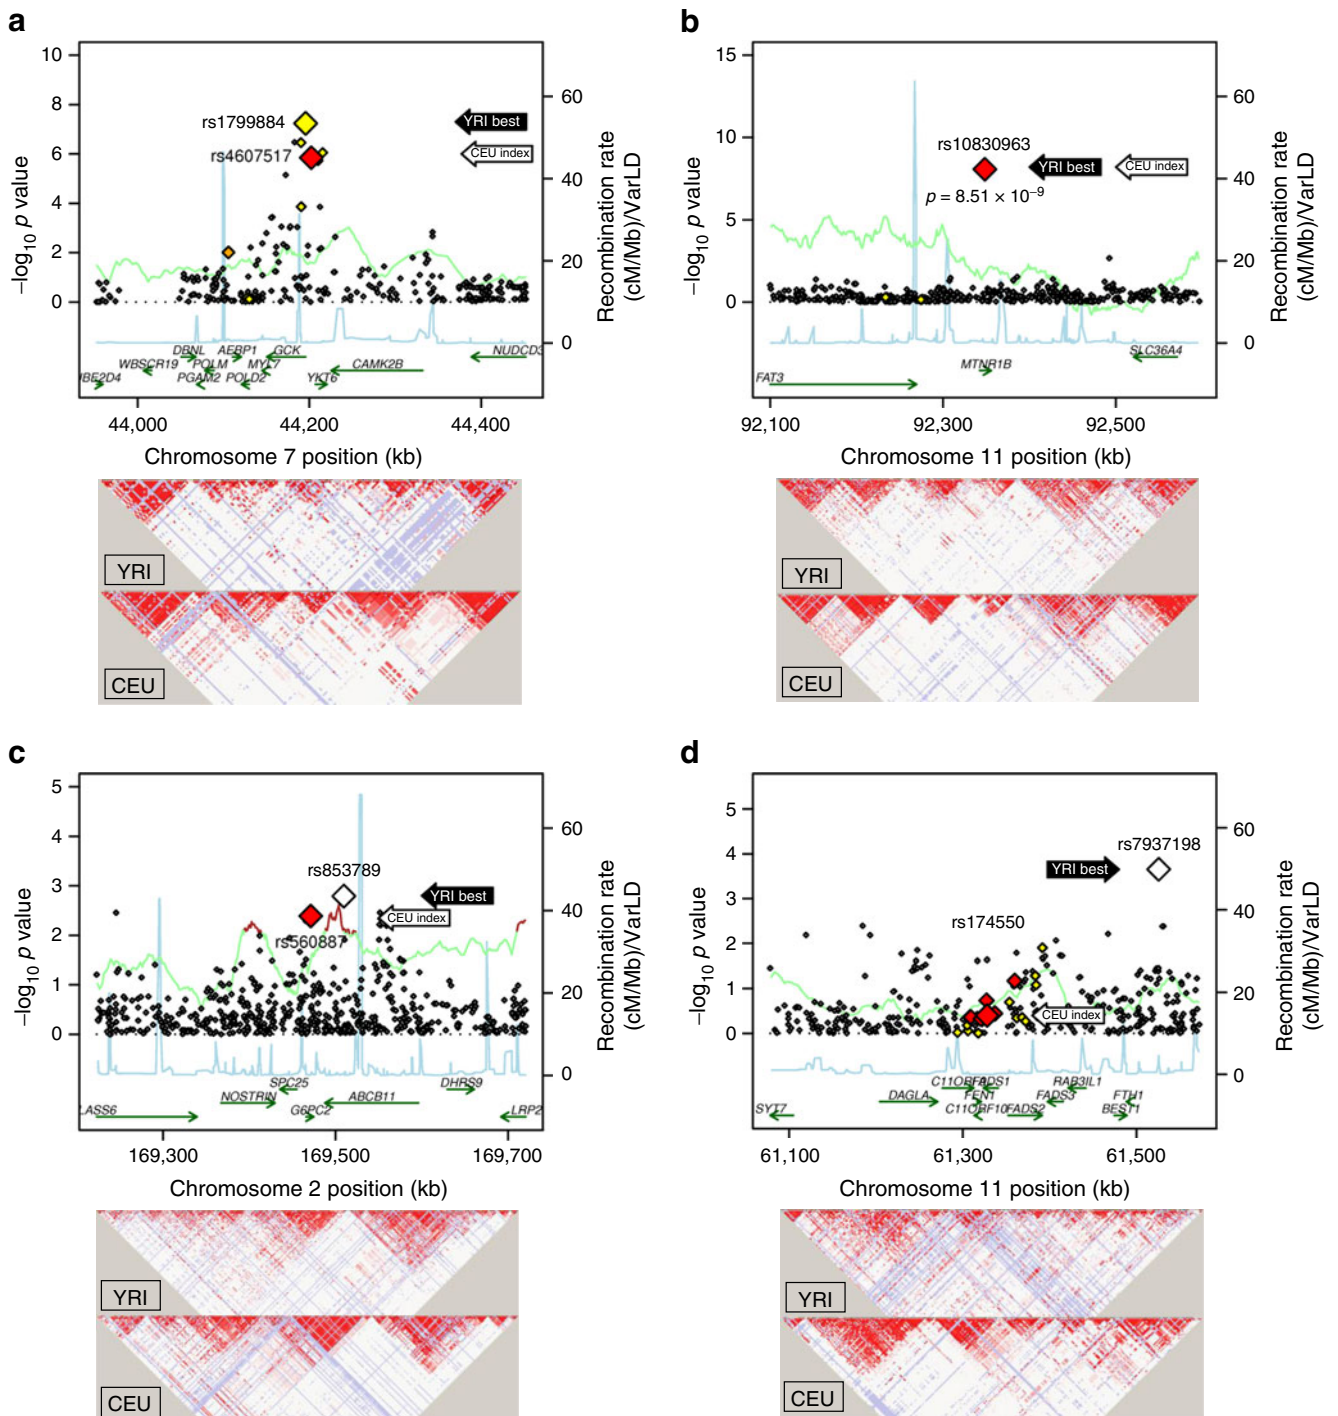 a
10
8
6
4
2
0
–log10 p value
60
40
20
0
Recombination rate
(cM/Mb)/VarLD
rs1799884
rs4607517
YRI best
CEU index
DBNL AEBP1 GCK NUDCD3
WBSCR19 POLM MYL7 CAMK2B
UBE2D4 PGAM2 POLD2 YKT6
44,000 44,200 44,400
Chromosome 7 position (kb)
YRI
CEU
b
15
10
5
0
–log10 p value
60
40
20
0
Recombination rate
(cM/Mb)/VarLD
rs10830963
YRI best
CEU index
p = 8.51 × 10–9
SLC36A4
MTNR1B
FAT3
92,100 92,300 92,500
Chromosome 11 position (kb)
YRI
CEU
c
5
4
3
2
1
0
–log10 p value
60
40
20
0
Recombination rate
(cM/Mb)/VarLD
rs853789
YRI best
CEU index
rs560887
SPC25 DHRS9
NOSTRIN ABCB11
LASS6 G6PC2 LRP2
169,300 169,500 169,700
Chromosome 2 position (kb)
YRI
CEU
d
5
4
3
2
1
0
–log10 p value
60
40
20
0
Recombination rate
(cM/Mb)/VarLD
rs7937198
YRI best
rs174550
CEU index
FADS1 RAB3IL1
DAGLA FEN1 FADS3 FTH1
SYT7 C11ORF10 FADS2 BEST1
61,100 61,300 61,500
Chromosome 11 position (kb)
YRI
CEU